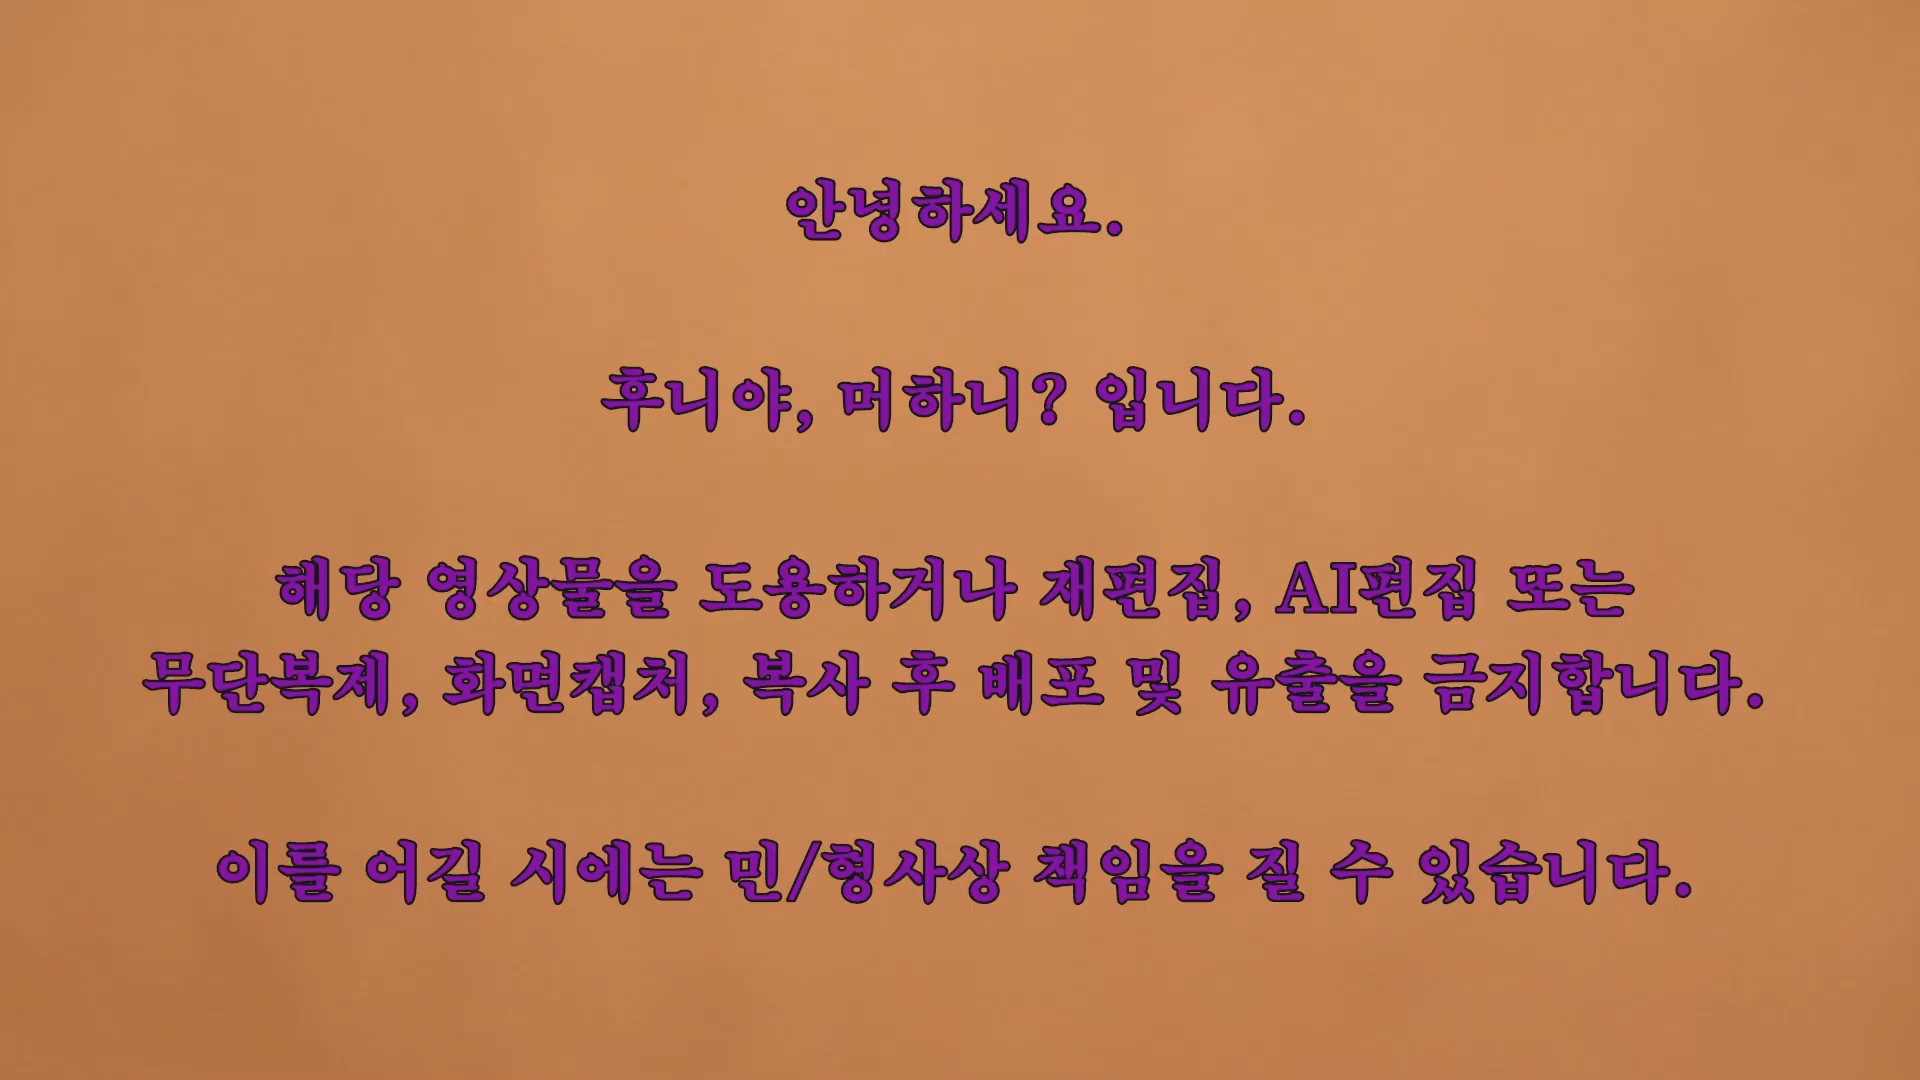 안녕하세요.
후니야, 머하니? 입니다.
해당 영상물을 도용하거나 재편집, AI편집 또는
무단복제, 화면캡처, 복사 후 배포 및 유출을 금지합니다.
이를 어길 시에는 민/형사상 책임을 질 수 있습니다.